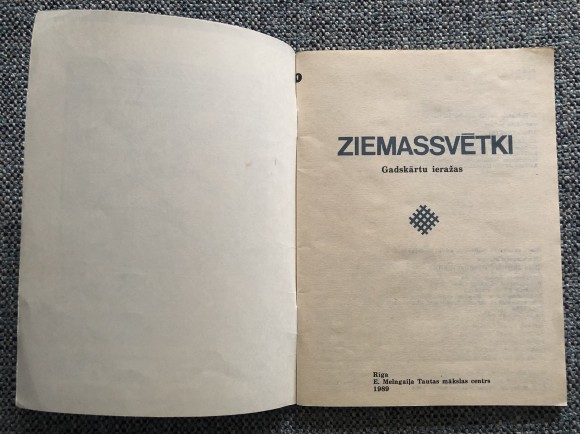 ZIEMASSVĒTKI
Gadskārtu ieražas
Rīga
E. Melngaiļa Tautas mākslas centrs
1989